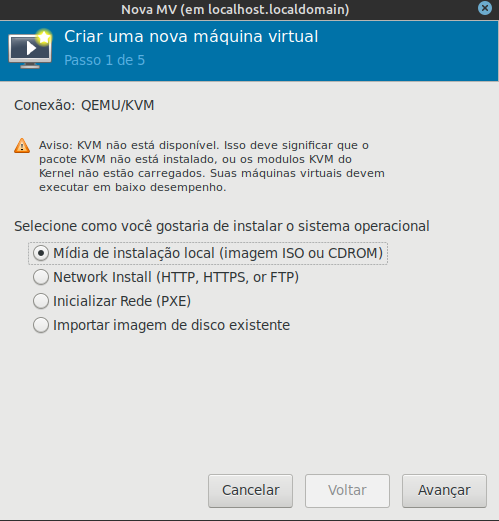 Nova MV (em localhost.localdomain)
Criar uma nova máquina virtual
Passo 1 de 5
Conexão: QEMU/KVM
Aviso: KVM não está disponível. Isso deve significar que o
pacote KVM não está instalado, ou os modulos KVM do
Kernel não estão carregados. Suas máquinas virtuais devem
executar em baixo desempenho.
Selecione como você gostaria de instalar o sistema operacional
Mídia de instalação local (imagem ISO ou CDROM)
Network Install (HTTP, HTTPS, or FTP)
Inicializar Rede (PXE)
Importar imagem de disco existente
Cancelar
Voltar
Avançar